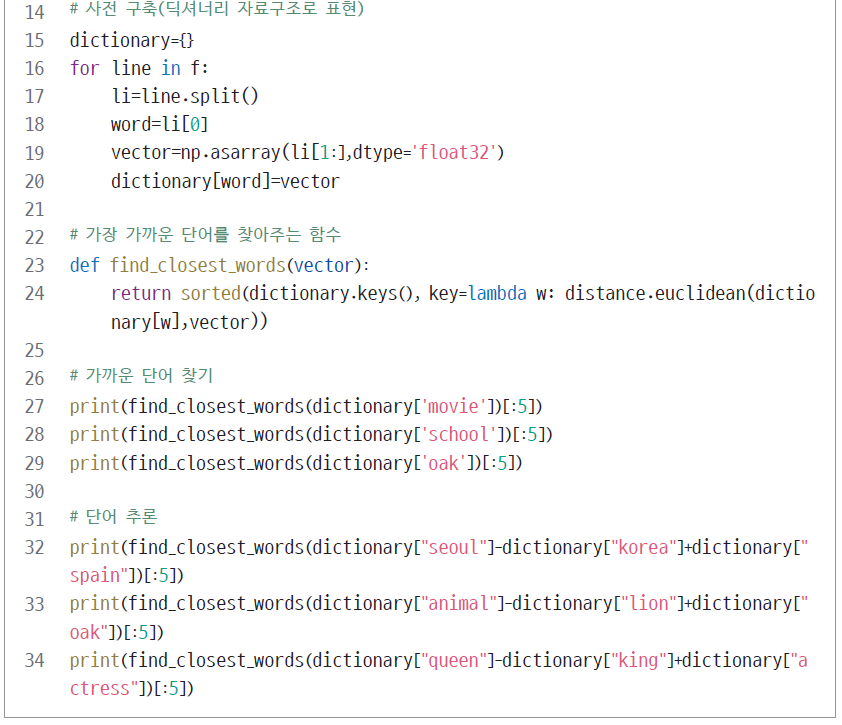 14 # 사전 구축(딕셔너리 자료구조로 표현)
15 dictionary={}
16 for line in f:
17 li=line.split()
18 word=li[0]
19 vector=np.asarray(li[1:],dtype='float32')
20 dictionary[word]=vector
21
22 # 가장 가까운 단어를 찾아주는 함수
23 def find_closest_words(vector):
24 return sorted(dictionary.keys(), key=lambda w: distance.euclidean(dictio
nary[w],vector))
25
26 # 가까운 단어 찾기
27 print(find_closest_words(dictionary['movie'])[:5])
28 print(find_closest_words(dictionary['school'])[:5])
29 print(find_closest_words(dictionary['oak'])[:5])
30
31 # 단어 추론
32 print(find_closest_words(dictionary["seoul"]-dictionary["korea"]+dictionary["
spain"])[:5])
33 print(find_closest_words(dictionary["animal"]-dictionary["lion"]+dictionary["
oak"])[:5])
34 print(find_closest_words(dictionary["queen"]-dictionary["king"]+dictionary["a
ctress"])[:5])